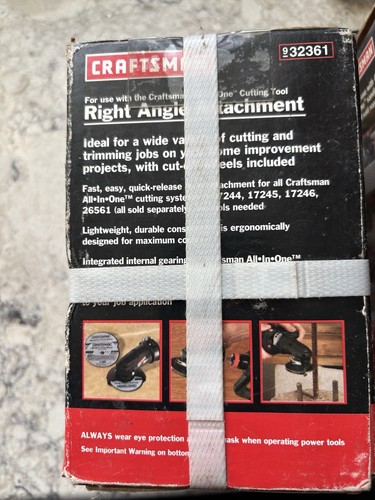 CRAFTSM
9 32361
For use with the Craftsma One™ Cutting Tool
Right Angle tachment
Ideal for a wide va of cutting and
trimming jobs on y ome improvement
projects, with cut- eels included
Fast, easy, quick-release achment for all Craftsman
All•In•One™ cutting syste 7244, 17245, 17246,
26561 (all sold separately ols needed
Lightweight, durable cons is ergonomically
designed for maximum co
Integrated internal gearing sman All•In•One™
to your job application
ALWAYS wear eye protection a ask when operating power tools
See Important Warning on bottom